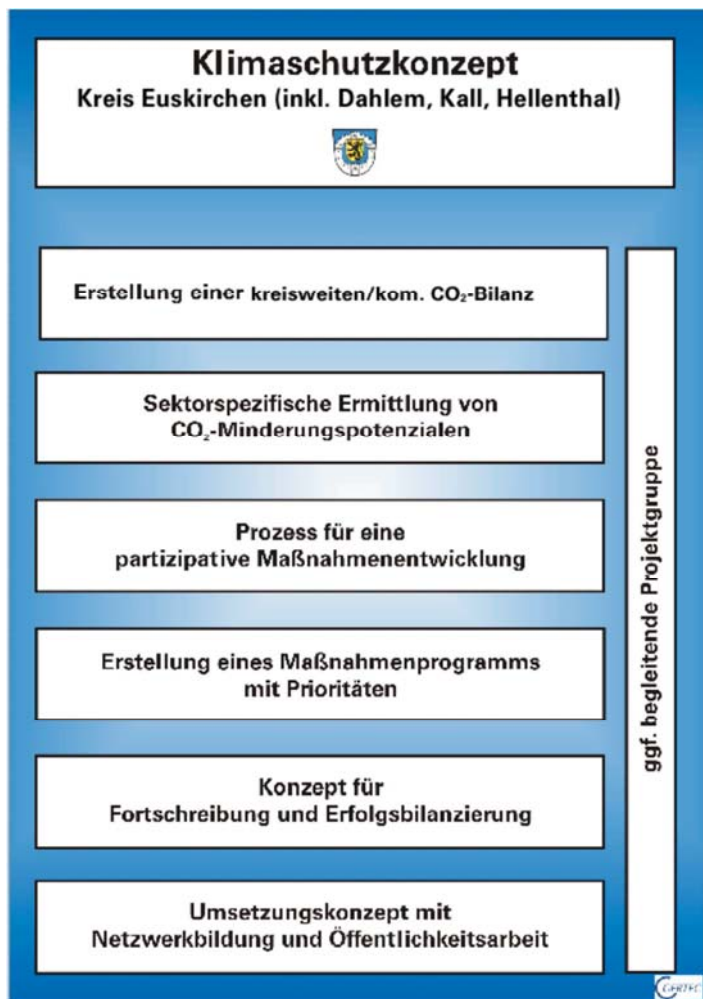 Klimaschutzkonzept
Kreis Euskirchen (inkl. Dahlem, Kall, Hellenthal)
Erstellung einer kreisweiten/kom. CO₂-Bilanz
Sektorspezifische Ermittlung von
CO₂-Minderungspotenzialen
Prozess für eine
partizipative Maßnahmenentwicklung
Erstellung eines Maßnahmenprogramms
mit Prioritäten
Konzept für
Fortschreibung und Erfolgsbilanzierung
Umsetzungskonzept mit
Netzwerkbildung und Öffentlichkeitsarbeit
ggf. begleitende Projektgruppe
GERTEC